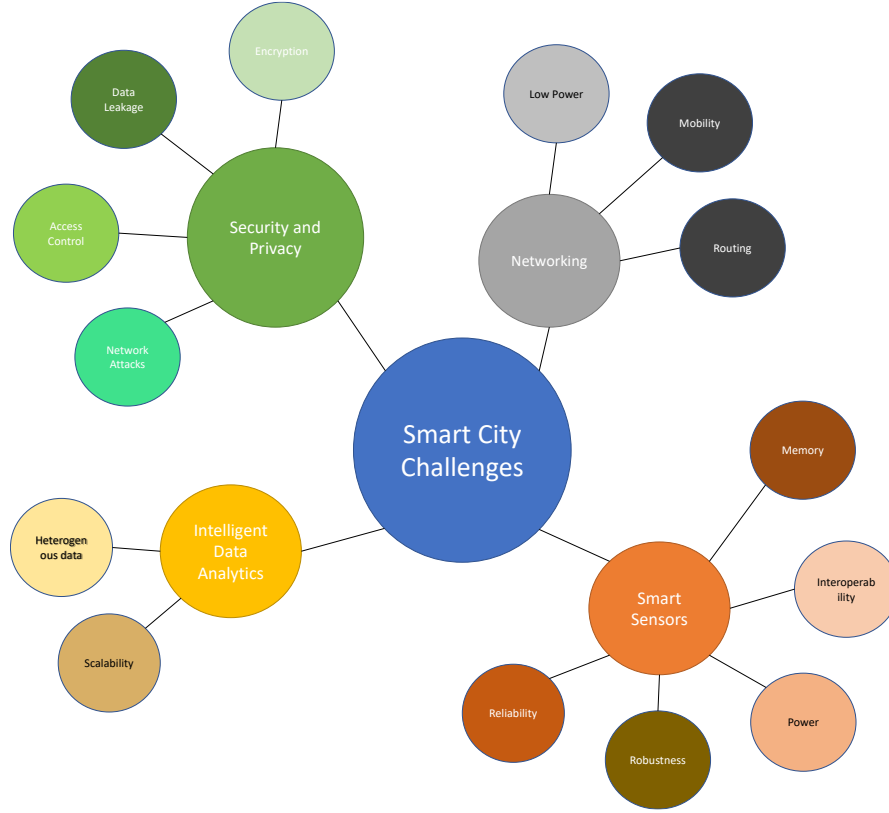 Encryption
Data
Leakage
Access
Control
Network
Attacks
Security and
Privacy
Low Power
Mobility
Routing
Networking
Smart City
Challenges
Heterogen
ous data
Scalability
Intelligent
Data
Analytics
Memory
Interoperab
ility
Power
Robustness
Reliability
Smart
Sensors